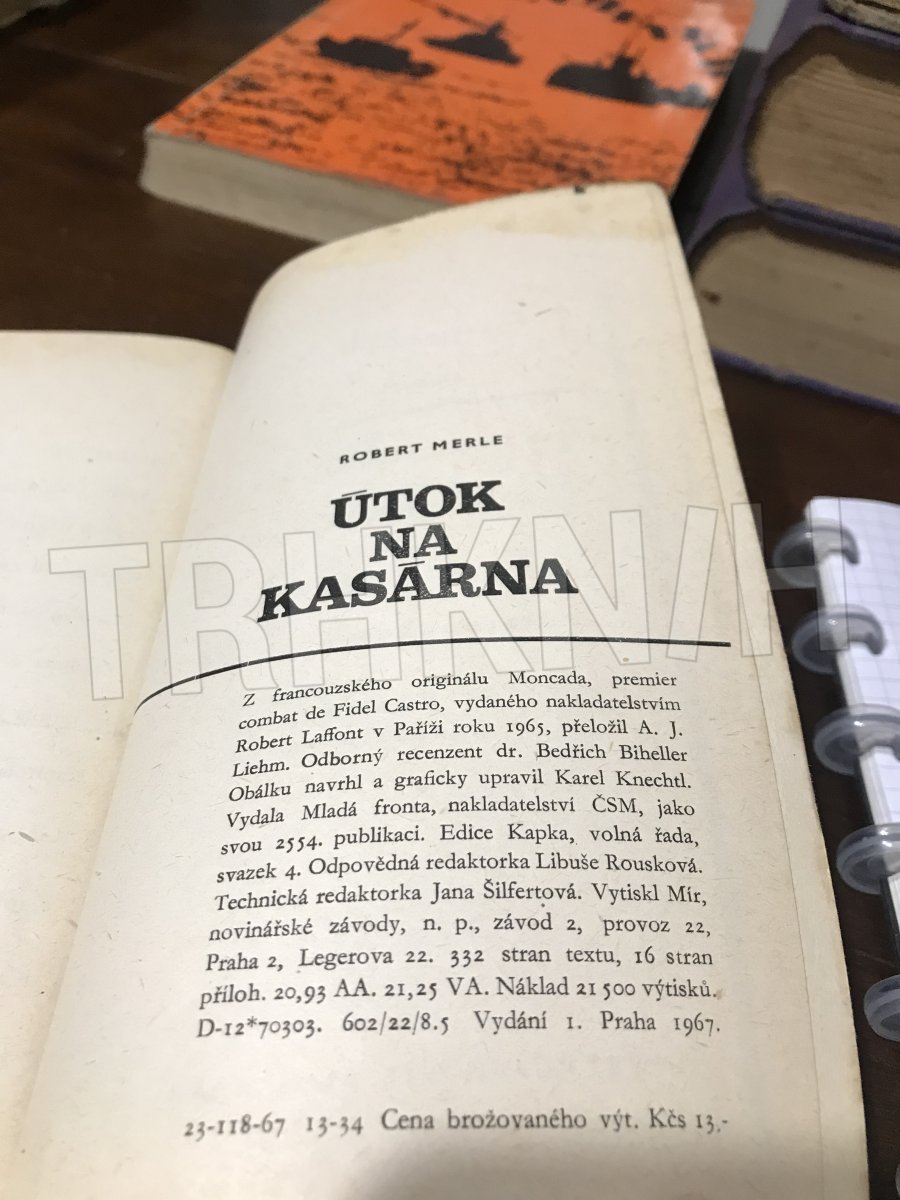 ROBERT MERLE
ÚTOK
NA
KASÁRNA
Z francouzského originálu Moncada, premier
combat de Fidel Castro, vydaného nakladatelstvím
Robert Laffont v Paříži roku 1965, přeložil A. J.
Liehm. Odborný recenzent dr. Bedřich Biheller
Obálku navrhl a graficky upravil Karel Knechtl.
Vydala Mladá fronta, nakladatelství ČSM, jako
svou 2554. publikaci. Edice Kapka, volná řada,
svazek 4. Odpovědná redaktorka Libuše Rousková.
Technická redaktorka Jana Šilfertová. Vytiskl Mír,
novinářské závody, n. p., závod 2, provoz 22,
Praha 2, Legerova 22. 332 stran textu, 16 stran
příloh. 20,93 AA. 21,25 VA. Náklad 21 500 výtisků.
D-12*70303. 602/22/8.5 Vydání 1. Praha 1967.
23-118-67 13-34 Cena brožovaného výt. Kčs 13,-
TRHKNIH